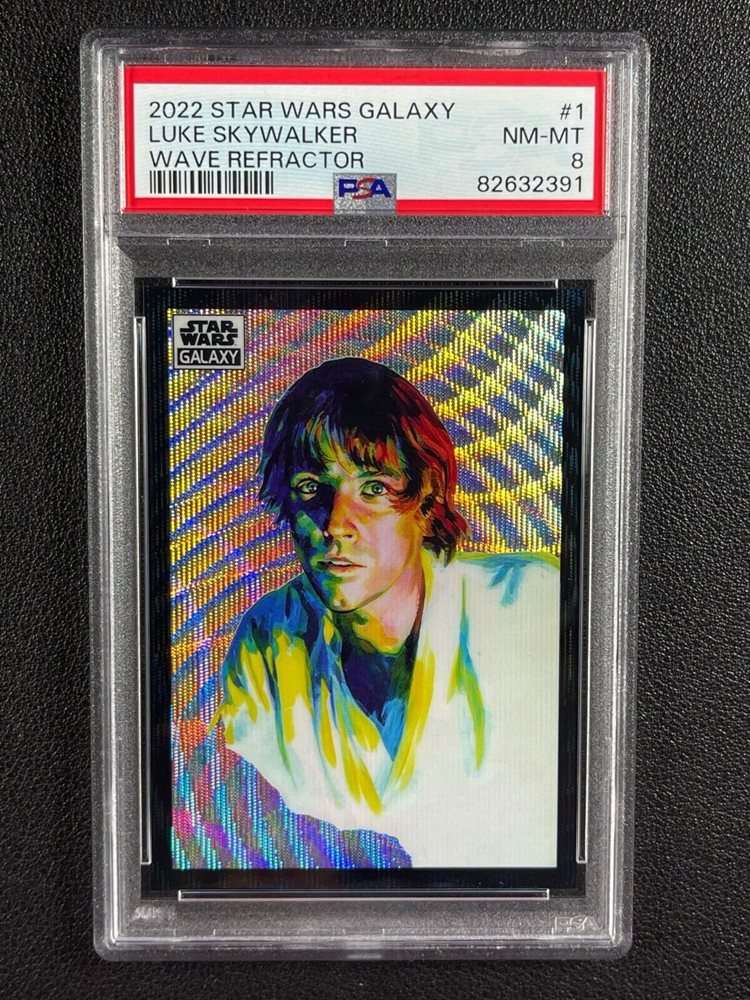 2022 STAR WARS GALAXY #1
LUKE SKYWALKER NM-MT
WAVE REFRACTOR 8
PSA 82632391
STAR
WARS
GALAXY
PSA